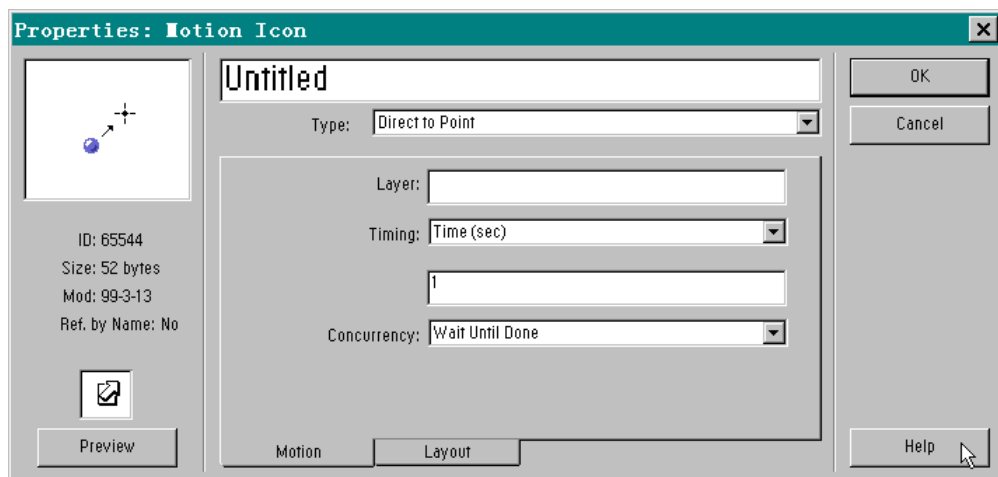 Properties: Motion Icon
Untitled
OK
Type: Direct to Point
Cancel
Layer:
Timing: Time (sec)
1
Concurrency: Wait Until Done
ID: 65544
Size: 52 bytes
Mod: 99-3-13
Ref. by Name: No
Preview
Motion
Layout
Help